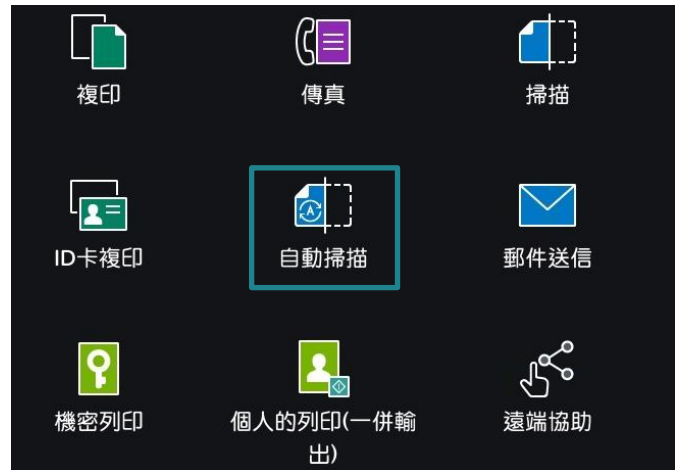 複印
傳真
掃描
ID卡複印
自動掃描
郵件送信
機密列印
個人的列印(一併輸
出)
遠端協助